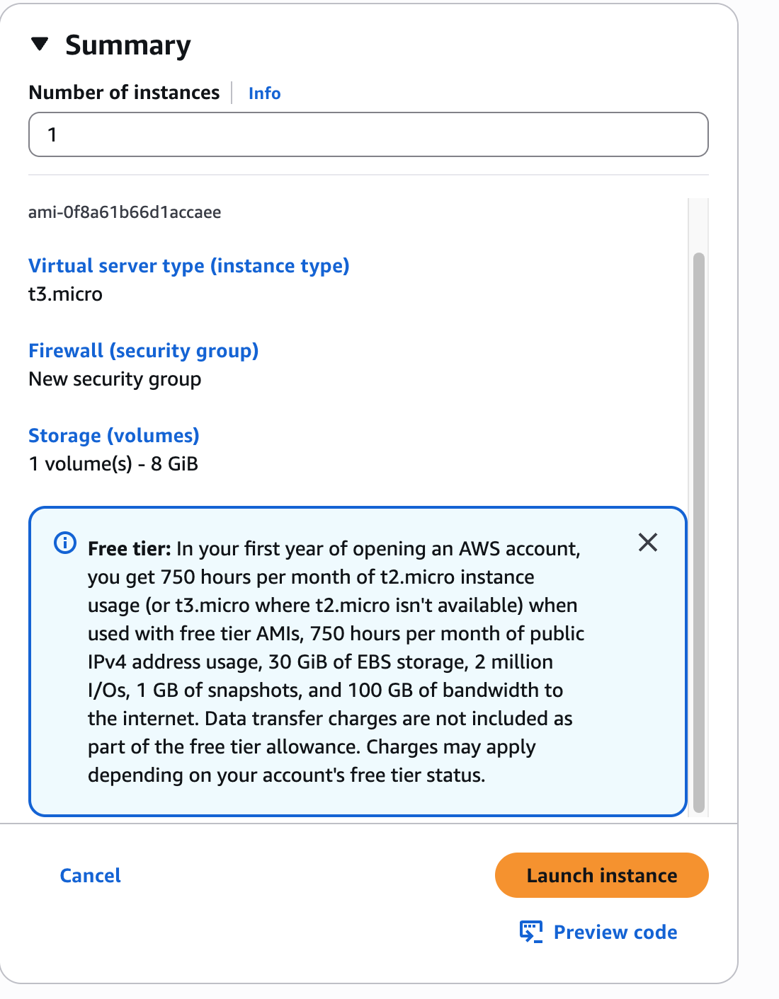 Summary
Number of instances
Info
1
ami-0f8a61b66d1accaee
Virtual server type (instance type)
t3.micro
Firewall (security group)
New security group
Storage (volumes)
1 volume(s) - 8 GiB
Free tier: In your first year of opening an AWS account,
you get 750 hours per month of t2.micro instance
usage (or t3.micro where t2.micro isn't available) when
used with free tier AMIs, 750 hours per month of public
IPv4 address usage, 30 GiB of EBS storage, 2 million
I/Os, 1 GB of snapshots, and 100 GB of bandwidth to
the internet. Data transfer charges are not included as
part of the free tier allowance. Charges may apply
depending on your account's free tier status.
Cancel
Launch instance
Preview code